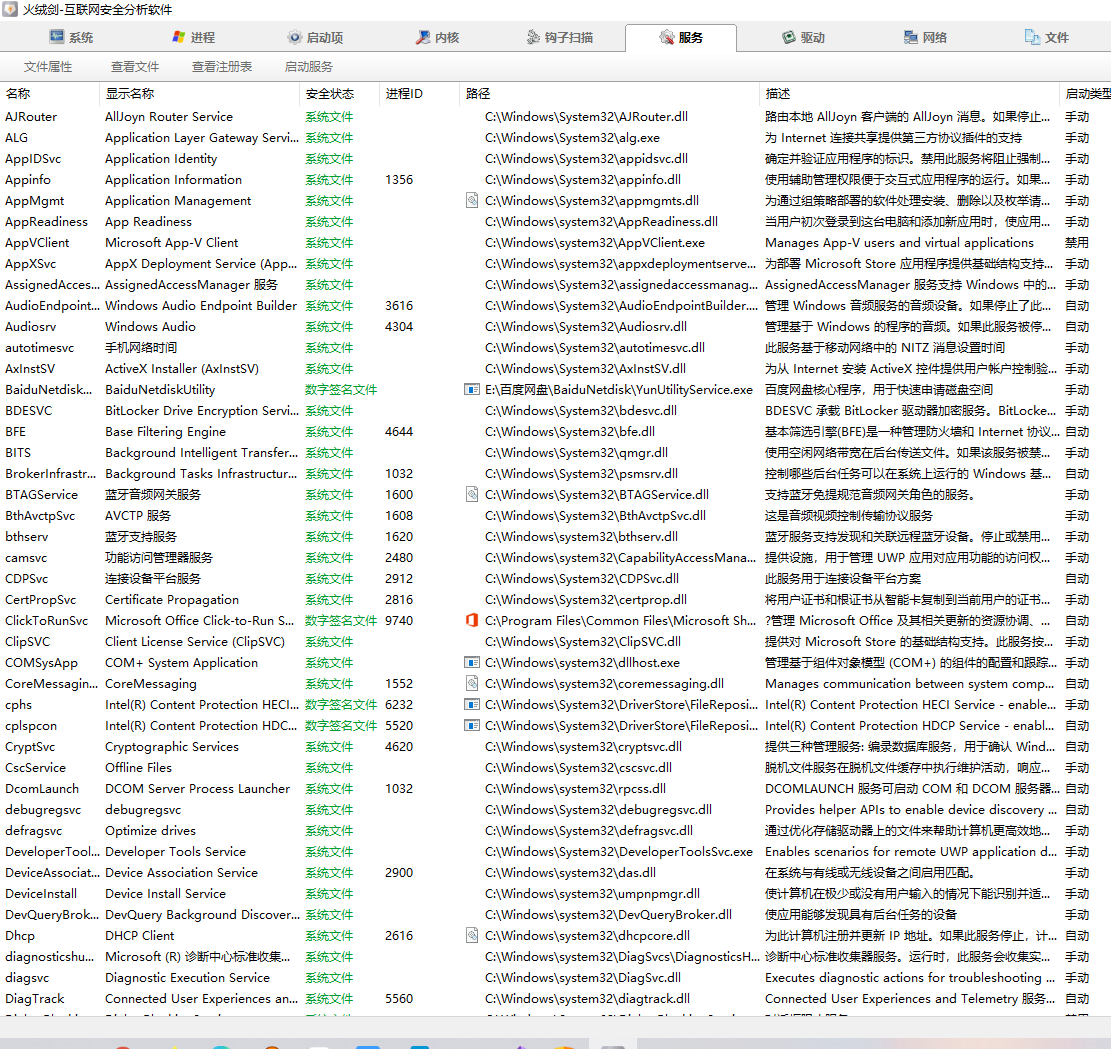 火绒剑-互联网安全分析软件
系统 进程 启动项 内核 钩子扫描 服务 驱动 网络 文件
文件属性 查看文件 查看注册表 启动服务
名称 显示名称 安全状态 进程ID 路径 描述 启动类型
AJRouter AllJoyn Router Service 系统文件 C:\Windows\System32\AJRouter.dll 路由本地 AllJoyn 客户端的 AllJoyn 消息。如果停止... 手动
ALG Application Layer Gateway Servi... 系统文件 C:\Windows\System32\alg.exe 为 Internet 连接共享提供第三方协议插件的支持 手动
AppIDSvc Application Identity 系统文件 C:\Windows\System32\appidsvc.dll 确定并验证应用程序的标识。禁用此服务将阻止强制... 手动
Appinfo Application Information 系统文件 1356 C:\Windows\System32\appinfo.dll 使用辅助管理权限便于交互式应用程序的运行。如果... 手动
AppMgmt Application Management 系统文件 C:\Windows\System32\appmgmts.dll 为通过组策略部署的软件处理安装、删除以及枚举请... 手动
AppReadiness App Readiness 系统文件 C:\Windows\system32\AppReadiness.dll 当用户初次登录到这台电脑和添加新应用时，使应用... 手动
AppVClient Microsoft App-V Client 系统文件 C:\Windows\system32\AppVClient.exe Manages App-V users and virtual applications 禁用
AppXSvc AppX Deployment Service (App... 系统文件 C:\Windows\system32\appxdeploymentserve... 为部署 Microsoft Store 应用程序提供基础结构支持... 手动
AssignedAcces... AssignedAccessManager 服务 系统文件 C:\Windows\System32\assignedaccessmanag... AssignedAccessManager 服务支持 Windows 中的... 手动
AudioEndpoint... Windows Audio Endpoint Builder 系统文件 3616 C:\Windows\System32\AudioEndpointBuilder.... 管理 Windows 音频服务的音频设备。如果停止了此... 自动
Audiosrv Windows Audio 系统文件 4304 C:\Windows\System32\Audiosrv.dll 管理基于 Windows 的程序的音频。如果此服务被停... 自动
autotimesvc 手机网络时间 系统文件 C:\Windows\System32\autotimesvc.dll 此服务基于移动网络中的 NITZ 消息设置时间 手动
AxInstSV ActiveX Installer (AxInstSV) 系统文件 C:\Windows\System32\AxInstSV.dll 为从 Internet 安装 ActiveX 控件提供用户帐户控制验... 手动
BaiduNetdisk... BaiduNetdiskUtility 数字签名文件 E:\百度网盘\BaiduNetdisk\YunUtilityService.exe 百度网盘核心程序，用于快速申请磁盘空间 手动
BDESVC BitLocker Drive Encryption Servi... 系统文件 C:\Windows\System32\bdesvc.dll BDESVC 承载 BitLocker 驱动器加密服务。BitLocke... 手动
BFE Base Filtering Engine 系统文件 4644 C:\Windows\System32\bfe.dll 基本筛选引擎(BFE)是一种管理防火墙和 Internet 协议... 自动
BITS Background Intelligent Transfer... 系统文件 C:\Windows\System32\qmgr.dll 使用空闲网络带宽在后台传送文件。如果该服务被禁... 手动
BrokerInfrastr... Background Tasks Infrastructur... 系统文件 1032 C:\Windows\System32\psmsrv.dll 控制哪些后台任务可以在系统上运行的 Windows 基... 自动
BTAGService 蓝牙音频网关服务 系统文件 1600 C:\Windows\System32\BTAGService.dll 支持蓝牙免提规范音频网关角色的服务。 手动
BthAvctpSvc AVCTP 服务 系统文件 1608 C:\Windows\System32\BthAvctpSvc.dll 这是音频视频控制传输协议服务 手动
bthserv 蓝牙支持服务 系统文件 1620 C:\Windows\system32\bthserv.dll 蓝牙服务支持发现和关联远程蓝牙设备。停止或禁用... 手动
camsvc 功能访问管理器服务 系统文件 2480 C:\Windows\system32\CapabilityAccessMana... 提供设施，用于管理 UWP 应用对应用功能的访问权... 手动
CDPSvc 连接设备平台服务 系统文件 2912 C:\Windows\System32\CDPSvc.dll 此服务用于连接设备平台方案 自动
CertPropSvc Certificate Propagation 系统文件 2816 C:\Windows\System32\certprop.dll 将用户证书和根证书从智能卡复制到当前用户的证书... 手动
ClickToRunSvc Microsoft Office Click-to-Run S... 数字签名文件 9740 C:\Program Files\Common Files\Microsoft Sh... ?管理 Microsoft Office 及其相关更新的资源协调、... 自动
ClipSVC Client License Service (ClipSVC) 系统文件 C:\Windows\System32\ClipSVC.dll 提供对 Microsoft Store 的基础结构支持。此服务按... 手动
COMSysApp COM+ System Application 系统文件 C:\Windows\system32\dllhost.exe 管理基于组件对象模型 (COM+) 的组件的配置和跟踪... 手动
CoreMessagin... CoreMessaging 系统文件 1552 C:\Windows\system32\coremessaging.dll Manages communication between system comp... 自动
cphs Intel(R) Content Protection HECI... 数字签名文件 6232 C:\Windows\System32\DriverStore\FileReposi... Intel(R) Content Protection HECI Service - enable... 手动
cplspcon Intel(R) Content Protection HDC... 数字签名文件 5520 C:\Windows\System32\DriverStore\FileReposi... Intel(R) Content Protection HDCP Service - enabl... 自动
CryptSvc Cryptographic Services 系统文件 4620 C:\Windows\system32\cryptsvc.dll 提供三种管理服务: 编录数据库服务，用于确认 Wind... 自动
CscService Offline Files 系统文件 C:\Windows\System32\cscsvc.dll 脱机文件服务在脱机文件缓存中执行维护活动，响应... 手动
DcomLaunch DCOM Server Process Launcher 系统文件 1032 C:\Windows\system32\rpcss.dll DCOMLAUNCH 服务可启动 COM 和 DCOM 服务器... 自动
debugregsvc debugregsvc 系统文件 C:\Windows\System32\debugregsvc.dll Provides helper APIs to enable device discovery ... 自动
defragsvc Optimize drives 系统文件 C:\Windows\System32\defragsvc.dll 通过优化存储驱动器上的文件来帮助计算机更高效地... 手动
DeveloperTool... Developer Tools Service 系统文件 C:\Windows\System32\DeveloperToolsSvc.exe Enables scenarios for remote UWP application d... 手动
DeviceAssociat... Device Association Service 系统文件 2900 C:\Windows\system32\das.dll 在系统与有线或无线设备之间启用匹配。 手动
DeviceInstall Device Install Service 系统文件 C:\Windows\system32\umpnpmgr.dll 使计算机在极少或没有用户输入的情况下能识别并适... 手动
DevQueryBrok... DevQuery Background Discover... 系统文件 C:\Windows\system32\DevQueryBroker.dll 使应用能够发现具有后台任务的设备 手动
Dhcp DHCP Client 系统文件 2616 C:\Windows\system32\dhcpcore.dll 为此计算机注册并更新 IP 地址。如果此服务停止，计... 自动
diagnosticshu... Microsoft (R) 诊断中心标准收集... 系统文件 C:\Windows\system32\DiagSvcs\DiagnosticsH... 诊断中心标准收集器服务。运行时，此服务会收集实... 手动
diagsvc Diagnostic Execution Service 系统文件 C:\Windows\System32\DiagSvc.dll Executes diagnostic actions for troubleshooting ... 手动
DiagTrack Connected User Experiences an... 系统文件 5560 C:\Windows\system32\diagtrack.dll Connected User Experiences and Telemetry 服务... 自动